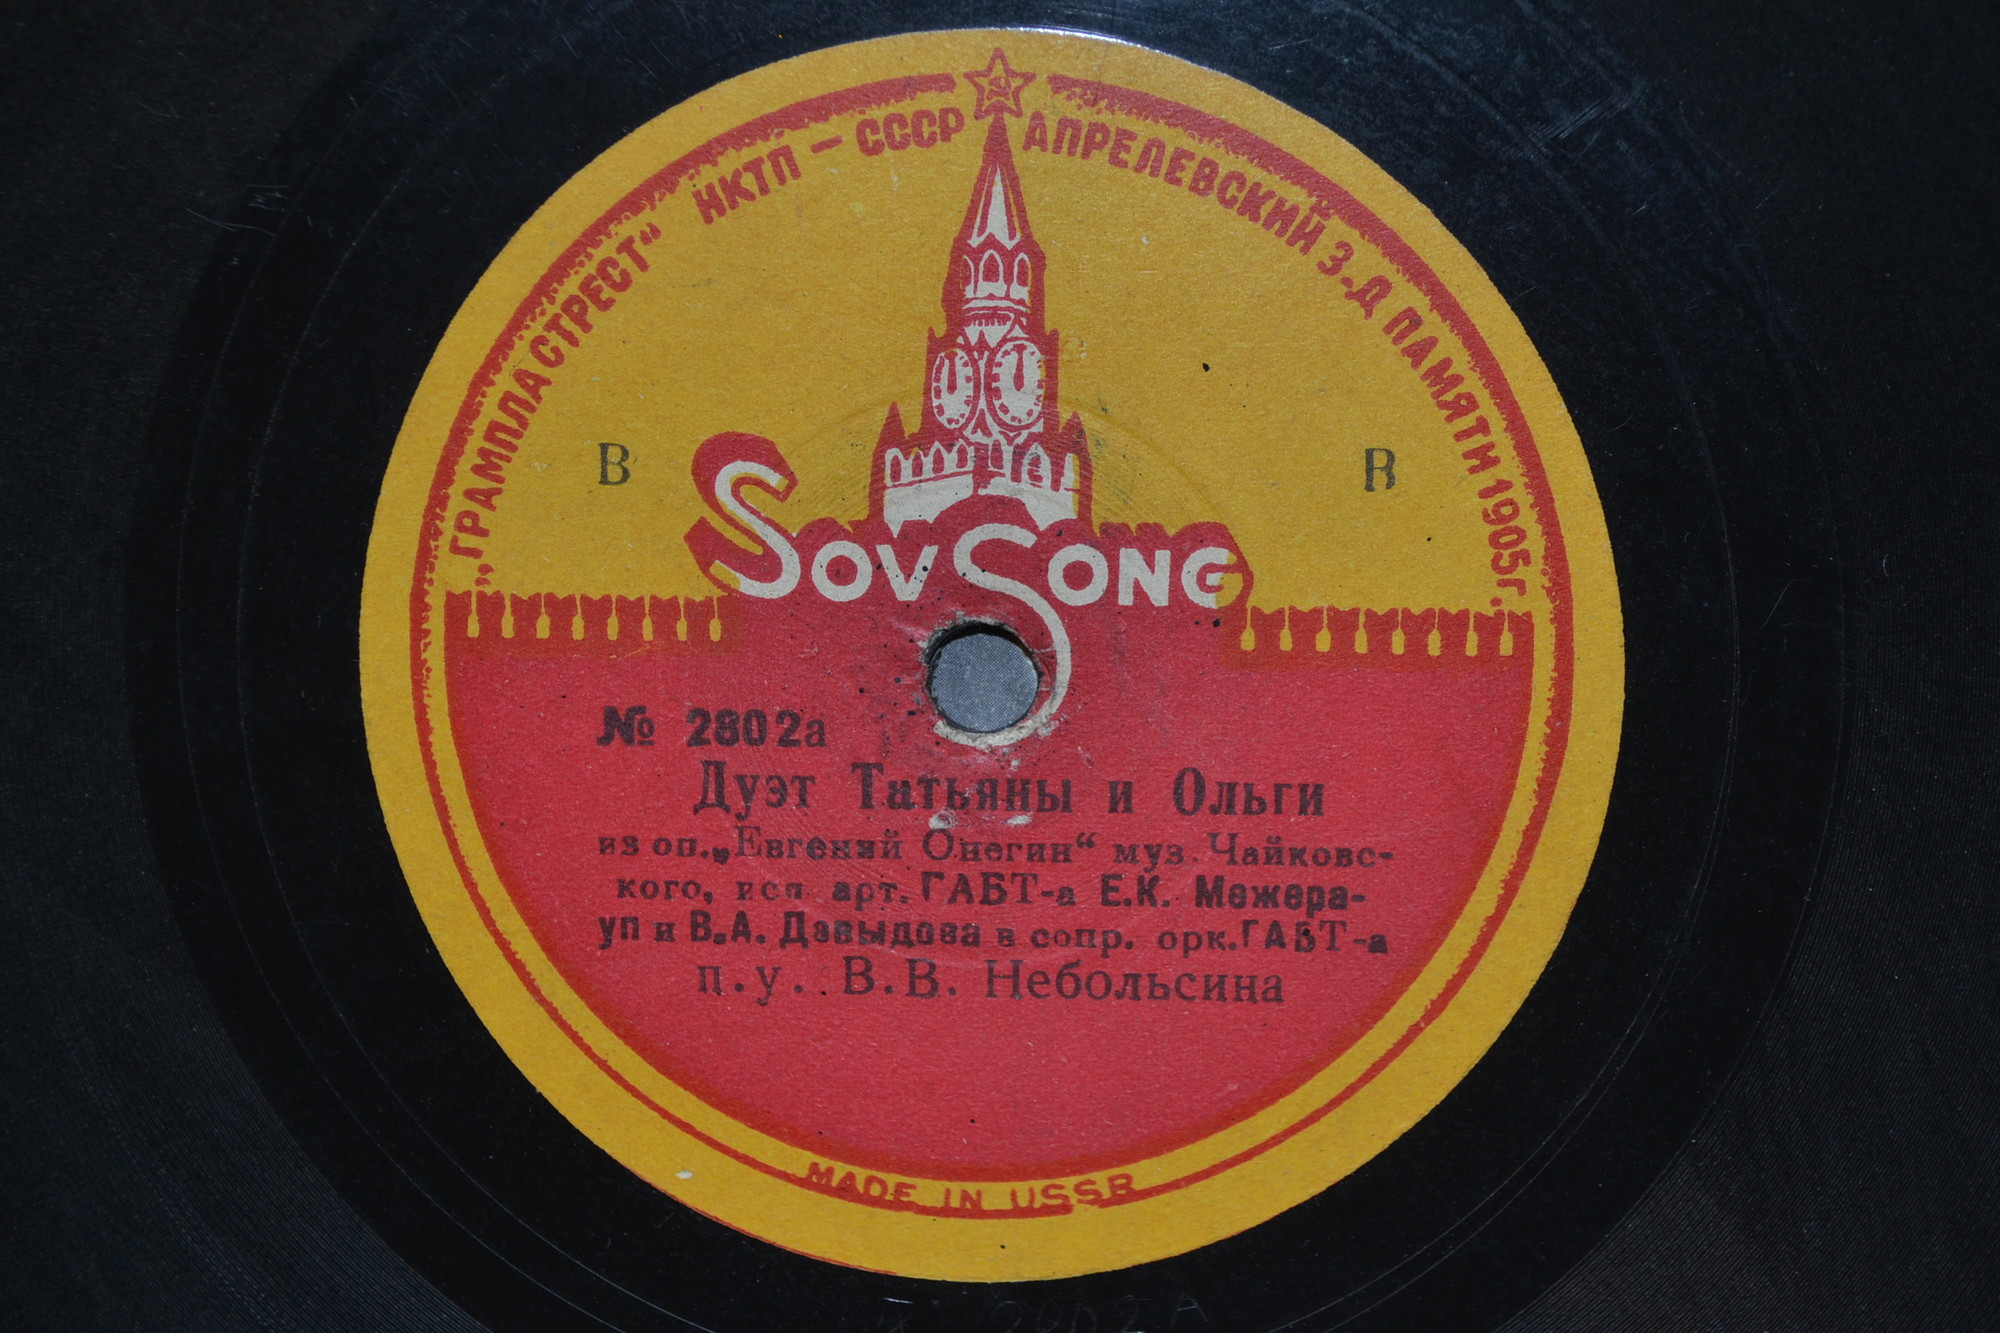 „ГРАМПЛАСТРЕСТ“ НКТП – СССР АПРЕЛЕВСКИЙ З-Д ПАМЯТИ 1905 г.
В В
SOVSONG
№ 2802а
Дуэт Татьяны и Ольги
из оп. „Евгений Онегин“ муз. Чайковс-
кого, исп. арт. ГАБТ-а Е.К. Межера-
уп и В.А. Давыдова в сопр. орк. ГАБТ-а
п.у. В.В. Небольсина
MADE IN USSR